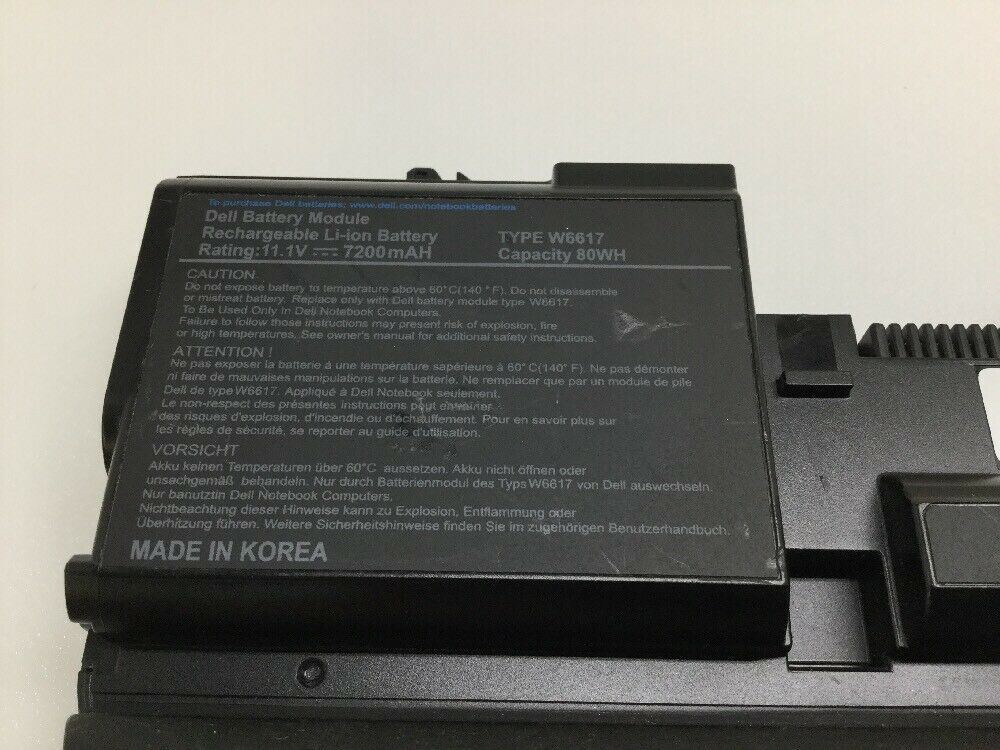 To purchase Dell batteries; www.dell.com/notebookbatteries
Dell Battery Module
Rechargeable Li-ion Battery TYPE W6617
Rating:11.1V 7200mAH Capacity 80WH
CAUTION
Do not expose battery to temperature above 60°C(140 °F). Do not disassemble
or mistreat battery. Replace only with Dell battery module type W6617.
To Be Used Only In Dell Notebook Computers.
Failure to follow those instructions may present risk of explosion, fire
or high temperatures. See owner's manual for additional safety instructions.
ATTENTION !
Ne pas exposer la batterie à une température sapérieure à 60°C(140°F). Ne pas démonter
ni faire de mauvaises manipulations sur la batterie. Ne remplacer que par un module de pile
Dell de type W6617. Appliqué à Dell Notebook seulement.
Le non-respect des présentes instructions peut entraîner
des risques d'explosion, d'incendie ou d'échauffement. Pour en savoir plus sur
les règles de sécurité, se reporter au guide d'utilisation.
VORSICHT
Akku keinen Temperaturen über 60°C aussetzen. Akku nicht öffnen oder
unsechgemäß behandeln. Nur durch Batterienmodul des Typs W6617 von Dell auswechseln.
Nur banutztin Dell Notebook Computers.
Nichtbeachtung dieser Hinweise kann zu Explosion, Entflammung oder
Überhitzung führen. Weitere Sicherheitshinweise finden Sie im zugehörigen Benutzerhandbuch.
MADE IN KOREA